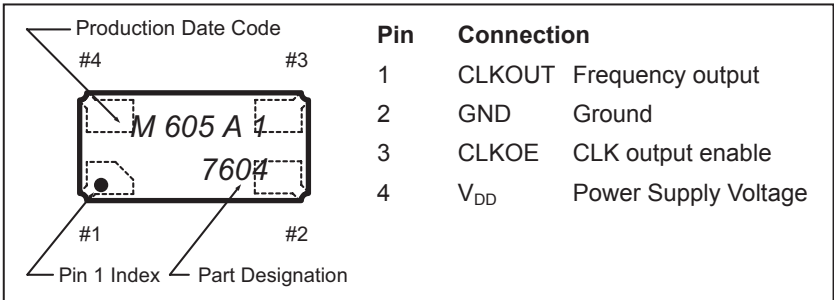 Production Date Code
#4 #3
M 605 A 1
7604
#1 #2
Pin 1 Index Part Designation
Pin Connection
1 CLKOUT Frequency output
2 GND Ground
3 CLKOE CLK output enable
4 VDD Power Supply Voltage